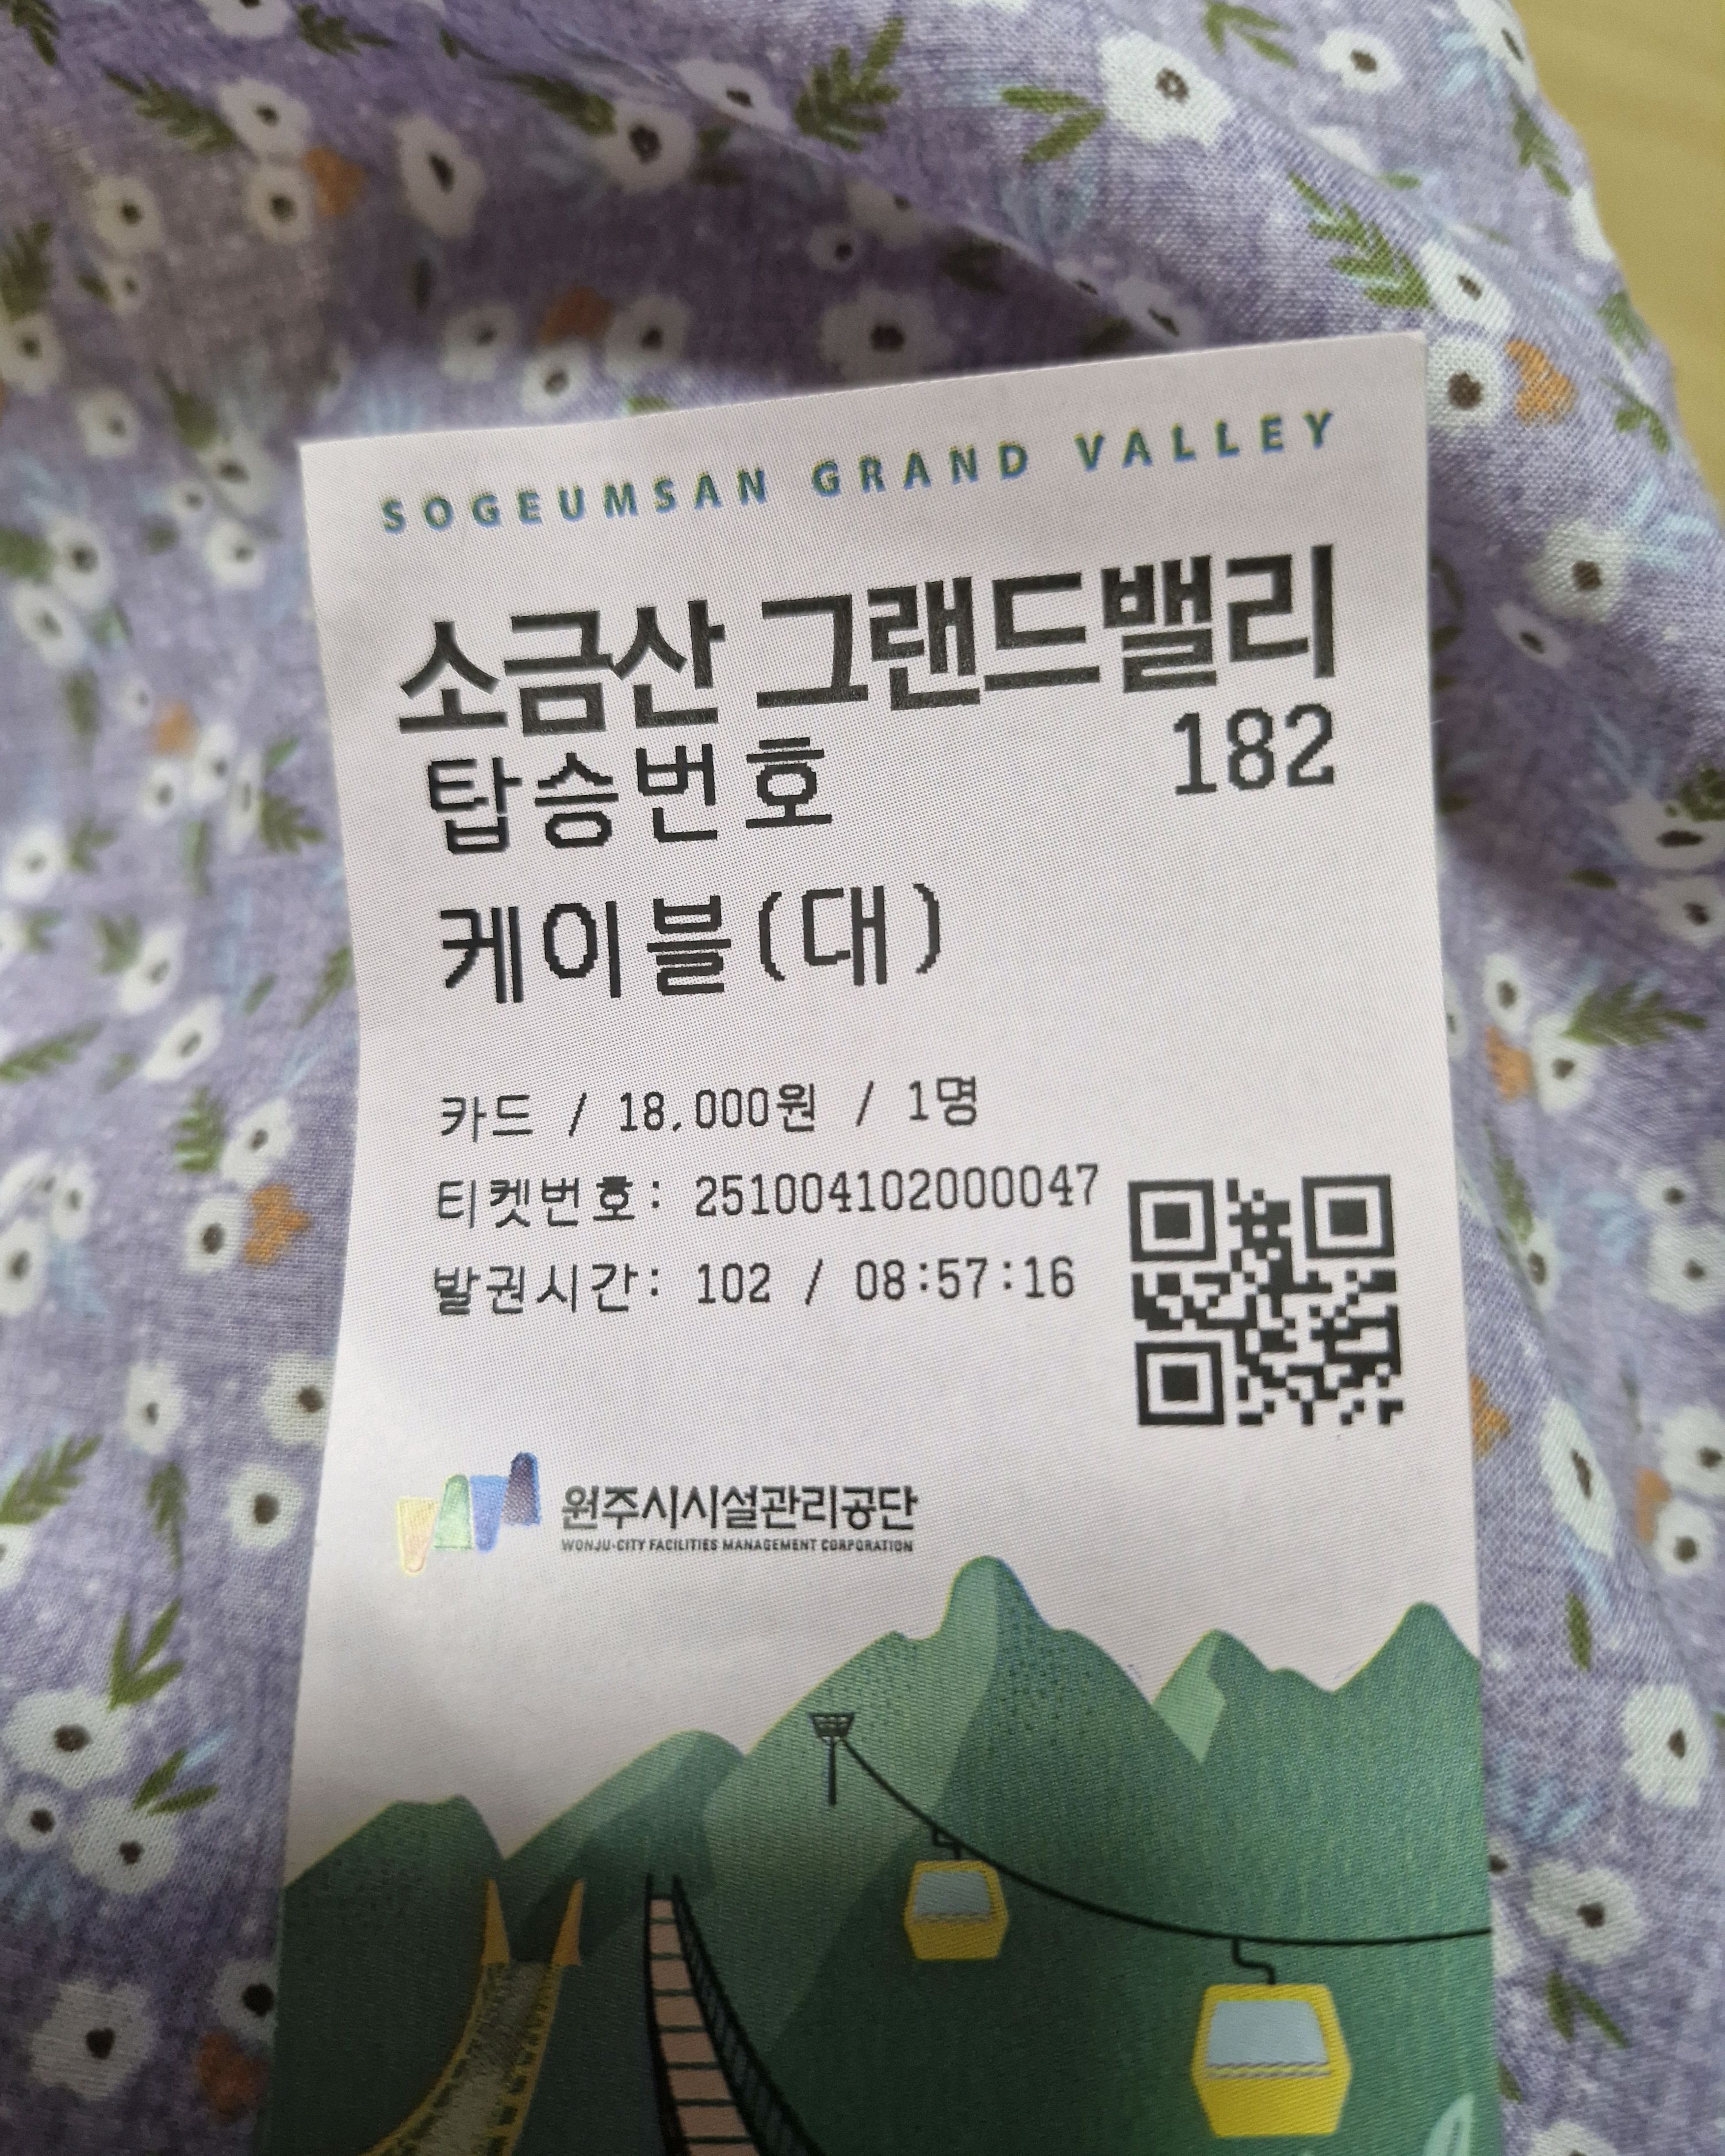 SOGEUMSAN GRAND VALLEY
소금산 그랜드밸리
탑승번호 182
케이블(대)
카드 / 18,000원 / 1명
티켓번호: 251004102000047
발권시간: 102 / 08:57:16
원주시시설관리공단
WONJU-CITY FACILITIES MANAGEMENT CORPORATION